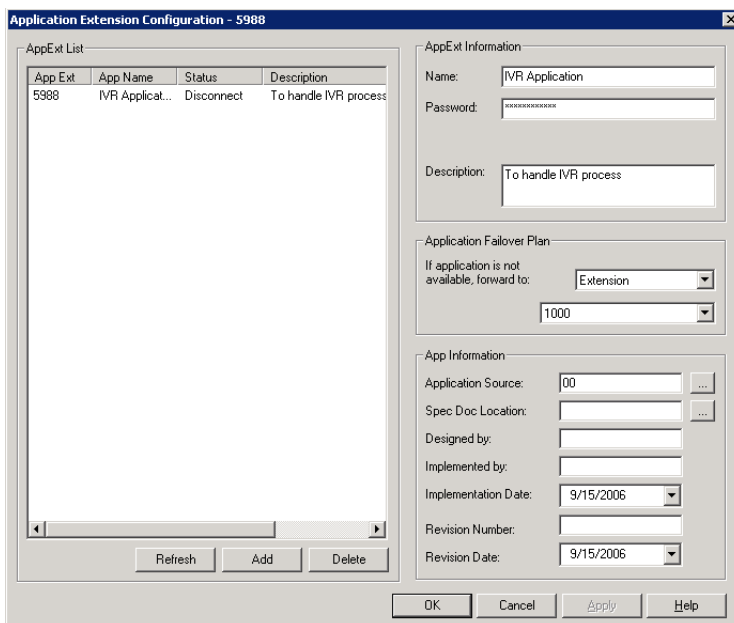 Application Extension Configuration - 5988
AppExt List
App Ext App Name Status Description
5988 IVR Applicat... Disconnect To handle IVR process
Refresh Add Delete
AppExt Information
Name: IVR Application
Password: ************
Description: To handle IVR process
Application Failover Plan
If application is not
available, forward to: Extension
1000
App Information
Application Source: 00 ...
Spec Doc Location: ...
Designed by:
Implemented by:
Implementation Date: 9/15/2006
Revision Number:
Revision Date: 9/15/2006
OK Cancel Apply Help